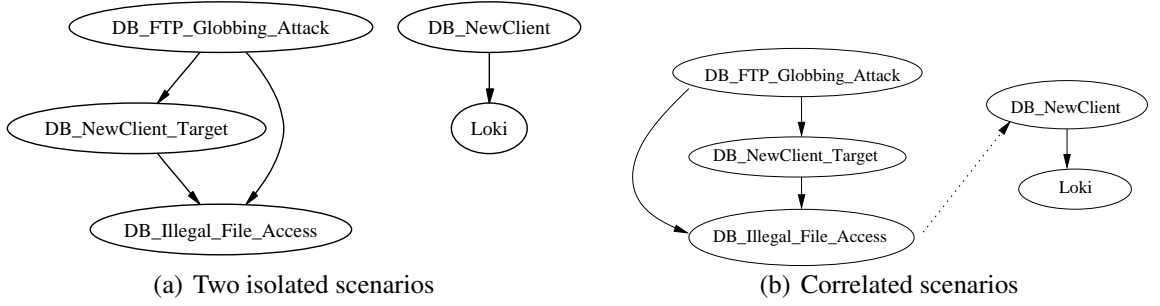 DB_FTP_Globbing_Attack
DB_NewClient_Target
DB_Illegal_File_Access
DB_NewClient
Loki
(a) Two isolated scenarios
DB_FTP_Globbing_Attack
DB_NewClient_Target
DB_Illegal_File_Access
DB_NewClient
Loki
(b) Correlated scenarios